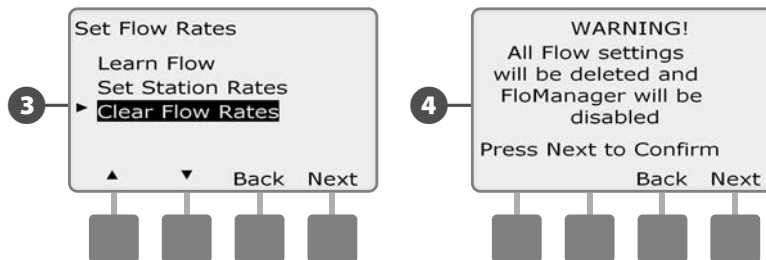 3
Set Flow Rates
Learn Flow
Set Station Rates
► Clear Flow Rates
▲ ▼ Back Next
4
WARNING!
All Flow settings
will be deleted and
FloManager will be
disabled
Press Next to Confirm
Back Next